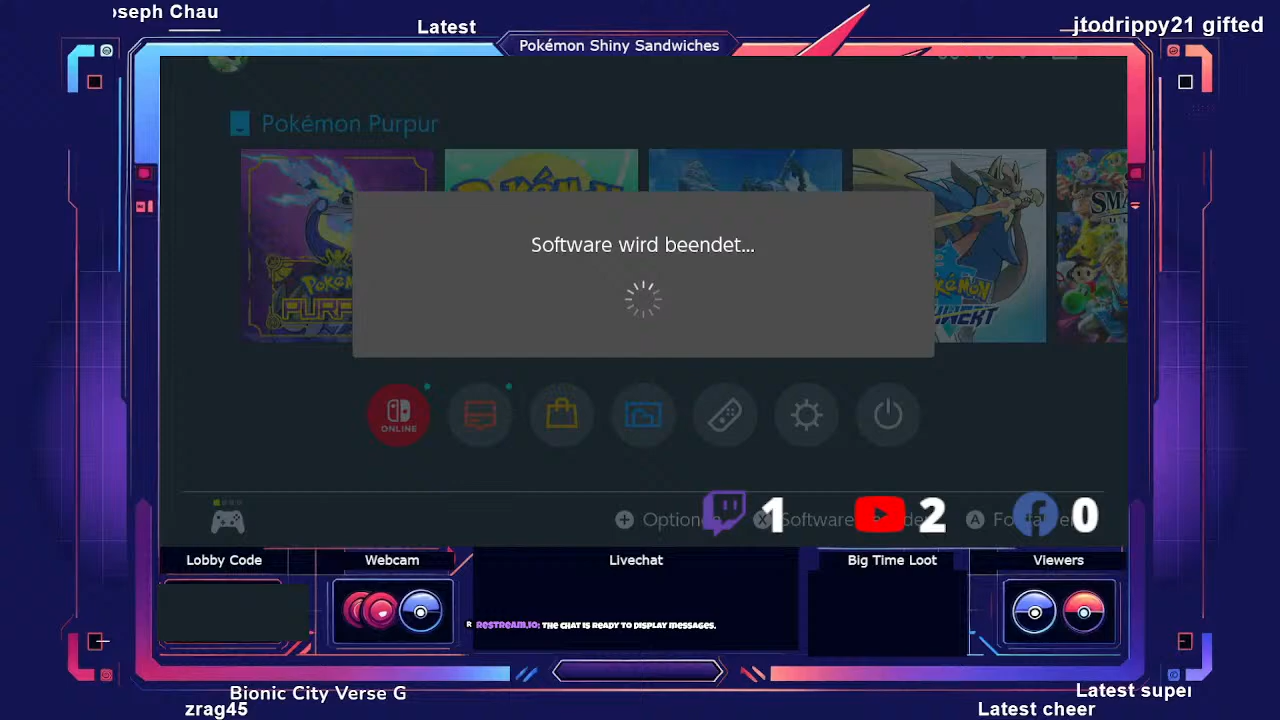 oseph Chau
Latest
Pokémon Shiny Sandwiches
jtodrippy21 gifted
Pokémon Purpur
Software wird beendet...
ONLINE
1
2
0
Lobby Code
Webcam
Livechat
Big Time Loot
Viewers
RESTREAM.IO: THE CHAT IS READY TO DISPLAY MESSAGES.
Bionic City Verse G
zrag45
Latest super
Latest cheer